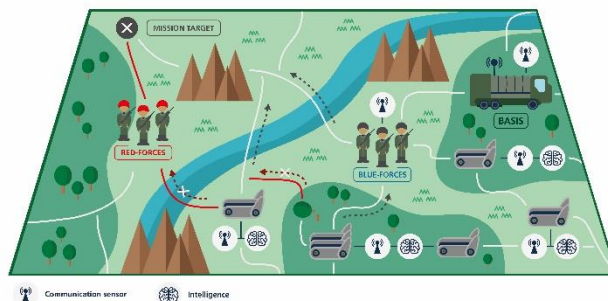 MISSION TARGET
BASIS
RED-FORCES
BLUE-FORCES
Communication sensor
Intelligence